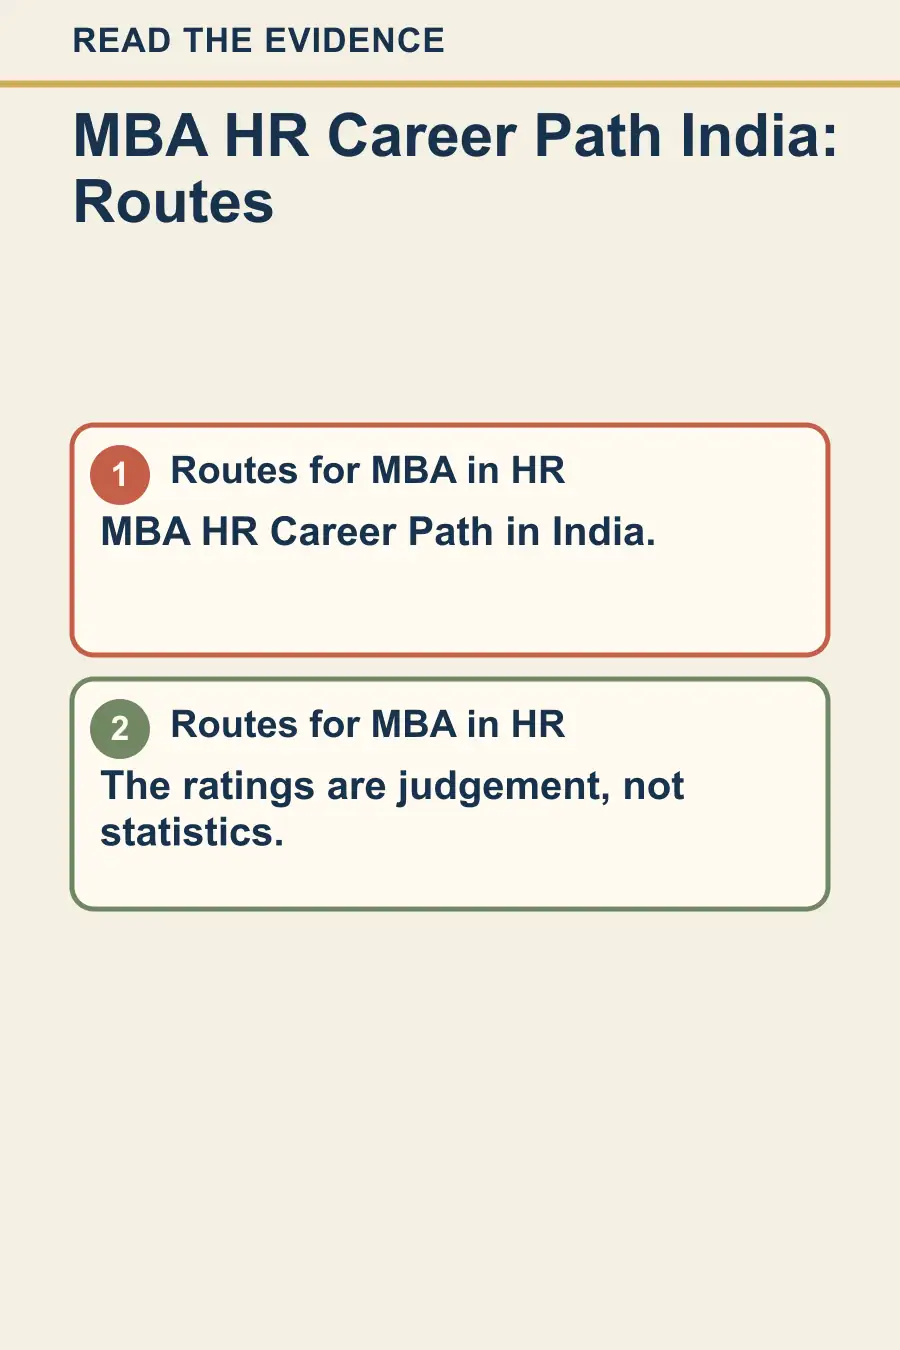 READ THE EVIDENCE
MBA HR Career Path India:
Routes
1 Routes for MBA in HR
MBA HR Career Path in India.
2 Routes for MBA in HR
The ratings are judgement, not
statistics.